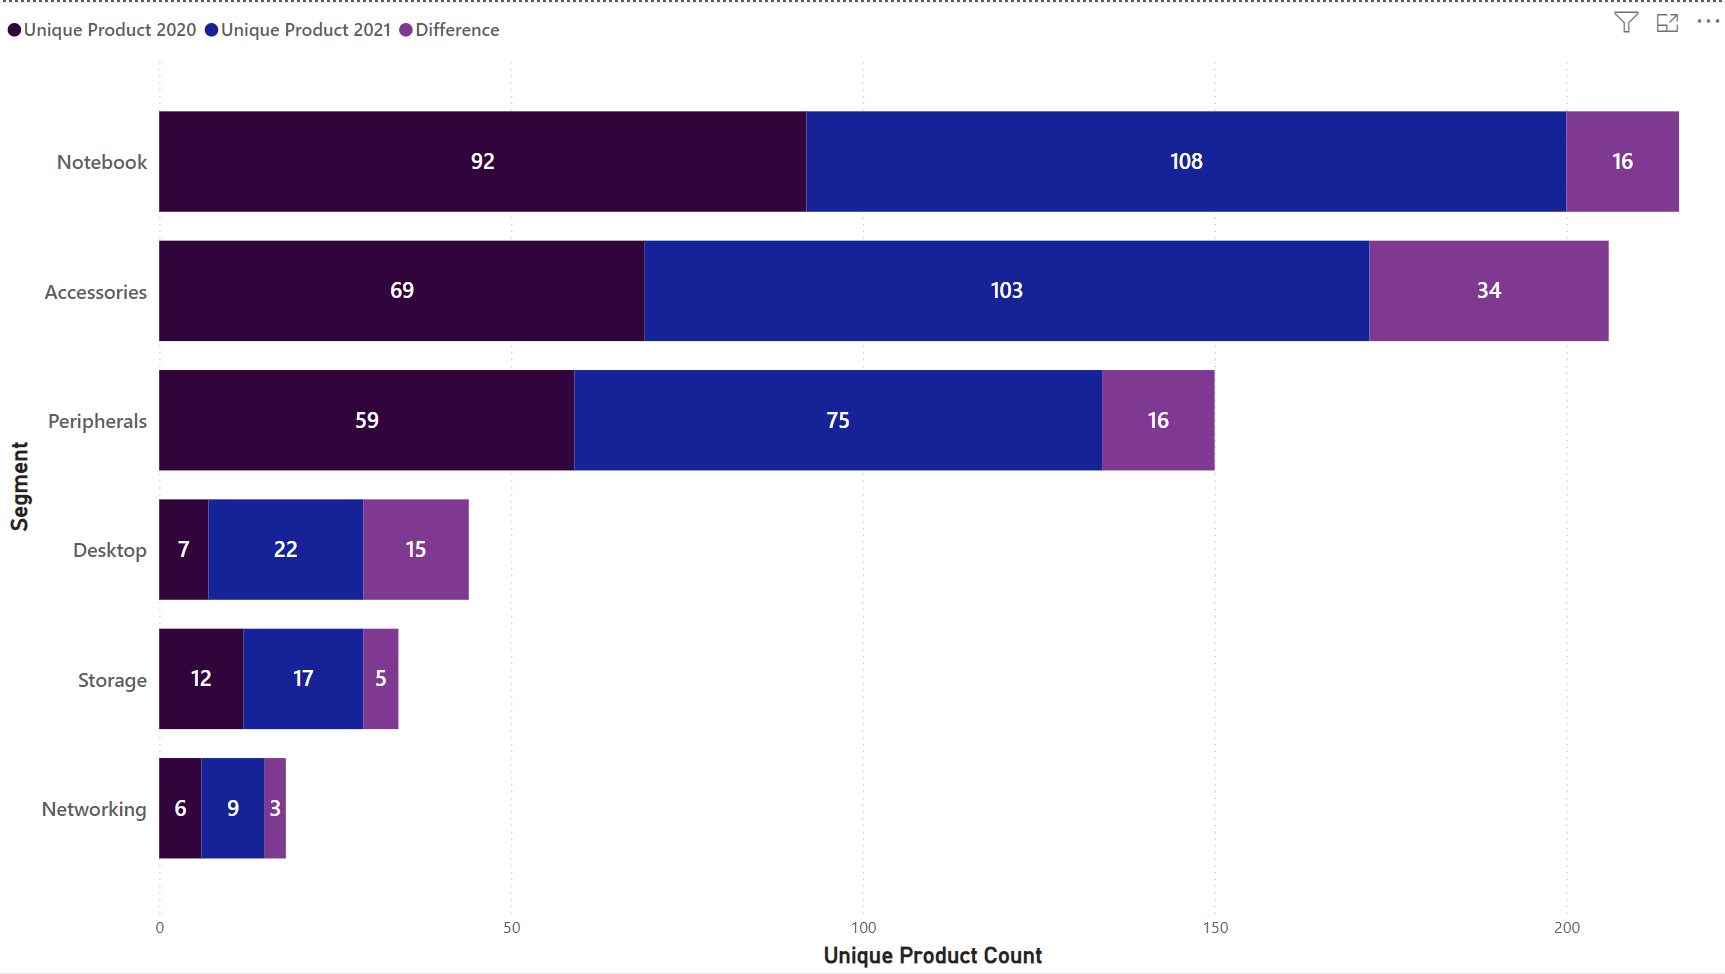 Unique Product 2020 Unique Product 2021 Difference
Notebook 92 108 16
Accessories 69 103 34
Peripherals 59 75 16
Segment
Desktop 7 22 15
Storage 12 17 5
Networking 6 9 3
0 50 100 150 200
Unique Product Count